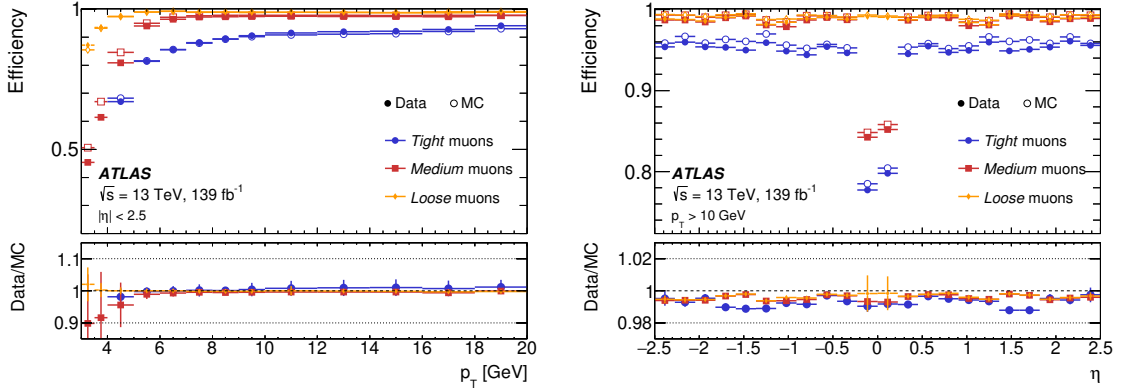 Efficiency
1
0.5
Data MC
Tight muons
Medium muons
Loose muons
ATLAS
√s = 13 TeV, 139 fb⁻¹
|η| < 2.5
Data/MC
1.1
1
0.9
4 6 8 10 12 14 16 18 20
p_T [GeV]
Efficiency
1
0.9
0.8
Data MC
Tight muons
Medium muons
Loose muons
ATLAS
√s = 13 TeV, 139 fb⁻¹
p_T > 10 GeV
Data/MC
1.02
1
0.98
−2.5 −2 −1.5 −1 −0.5 0 0.5 1 1.5 2 2.5
η